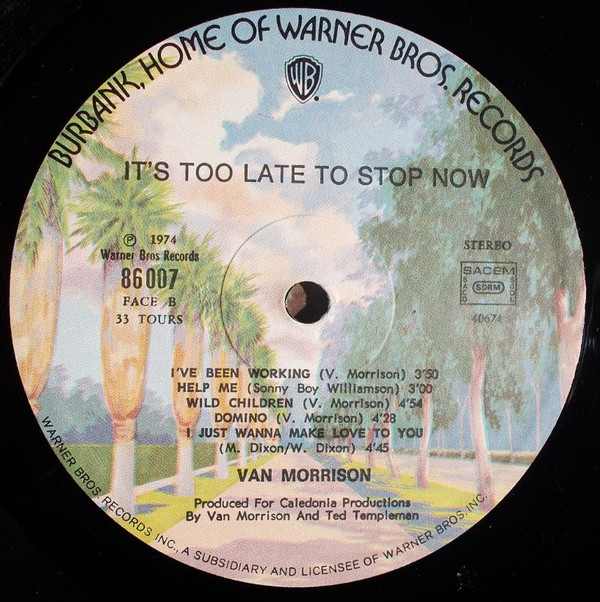 BURBANK, HOME OF WARNER BROS. RECORDS
WB
IT'S TOO LATE TO STOP NOW
℗ 1974
Warner Bros Records
86007
FACE B
33 TOURS
STEREO
SACEM
SACD SDRM SGDL
40674
I'VE BEEN WORKING (V. Morrison) 3'50
HELP ME (Sonny Boy Williamson) 3'00
WILD CHILDREN (V. Morrison) 4'54
DOMINO (V. Morrison) 4'28
I JUST WANNA MAKE LOVE TO YOU
(M. Dixon/W. Dixon) 4'45
VAN MORRISON
Produced For Caledonia Productions
By Van Morrison And Ted Templeman
WARNER BROS. RECORDS INC., A SUBSIDIARY AND LICENSEE OF WARNER BROS. INC.